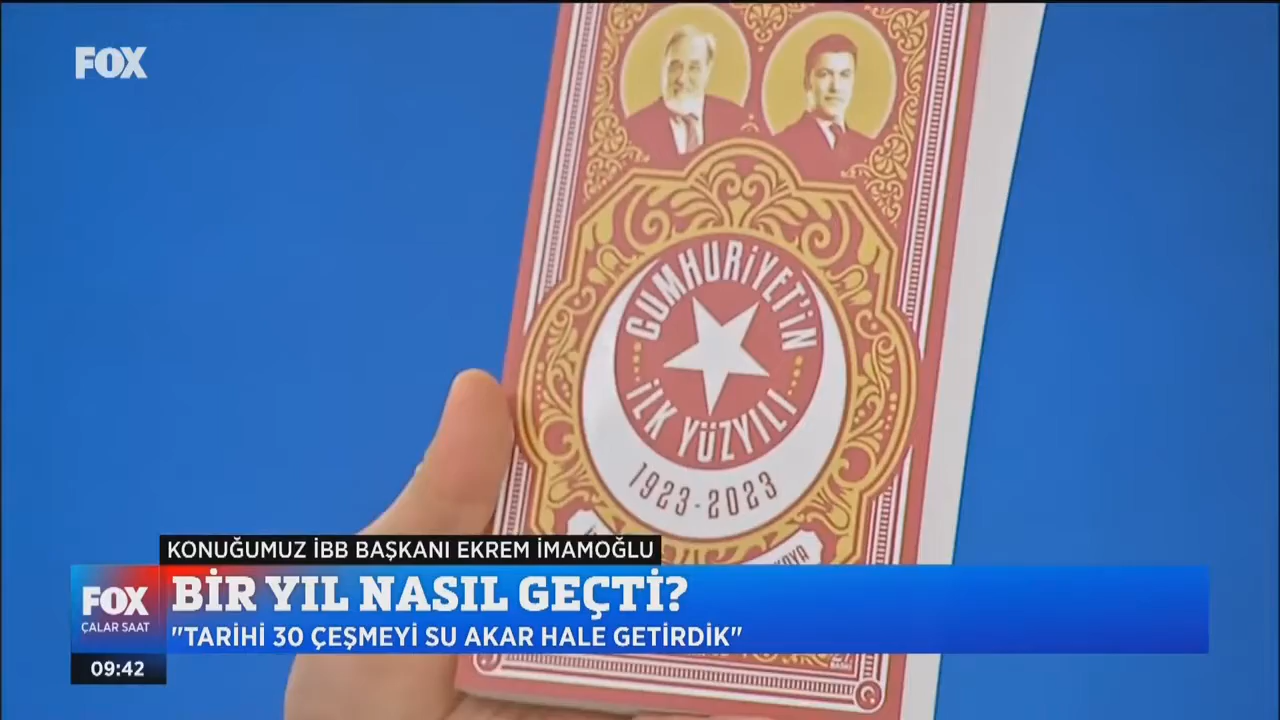 FOX
CUMHURİYET'İN
İLK YÜZYILI
1923-2023
KONUĞUMUZ İBB BAŞKANI EKREM İMAMOĞLU
FOX
BİR YIL NASIL GEÇTİ?
ÇALAR SAAT
"TARİHİ 30 ÇEŞMEYİ SU AKAR HALE GETİRDİK"
09:42